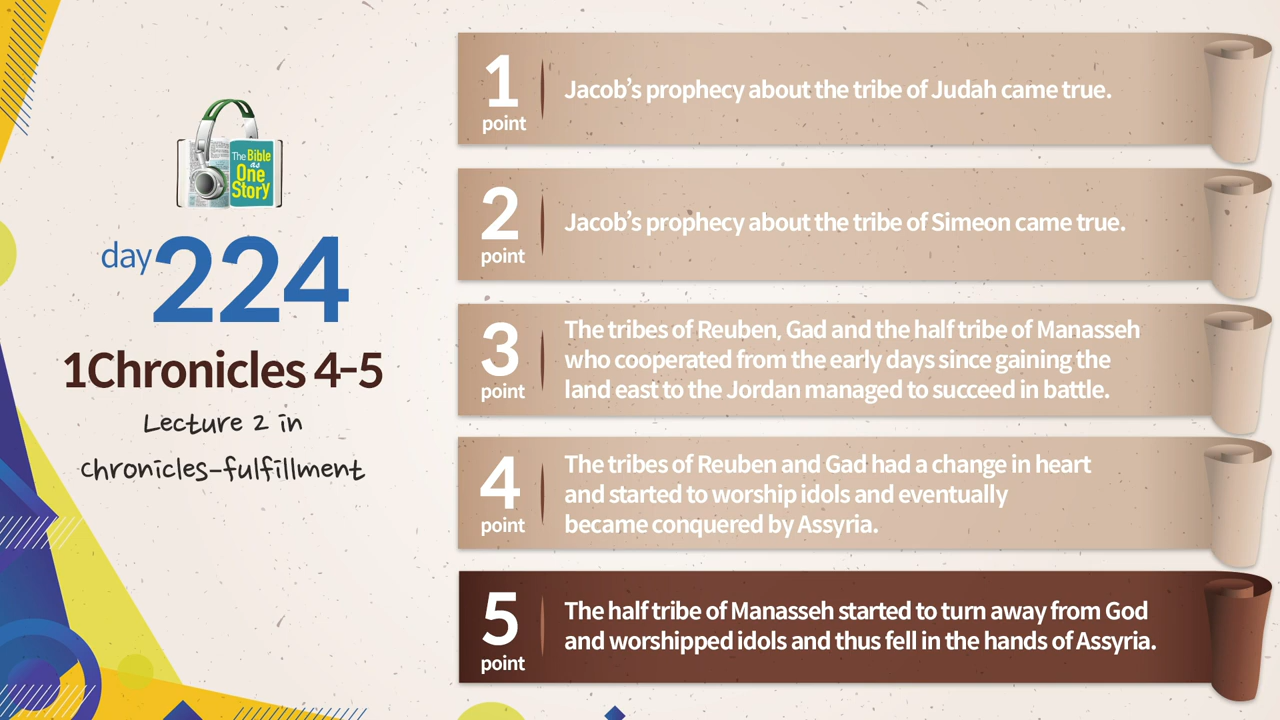 The Bible
as
One
Story
day 224
1Chronicles 4-5
Lecture 2 in
chronicles-fulfillment
1
point
Jacob's prophecy about the tribe of Judah came true.
2
point
Jacob's prophecy about the tribe of Simeon came true.
3
point
The tribes of Reuben, Gad and the half tribe of Manasseh
who cooperated from the early days since gaining the
land east to the Jordan managed to succeed in battle.
4
point
The tribes of Reuben and Gad had a change in heart
and started to worship idols and eventually
became conquered by Assyria.
5
point
The half tribe of Manasseh started to turn away from God
and worshipped idols and thus fell in the hands of Assyria.